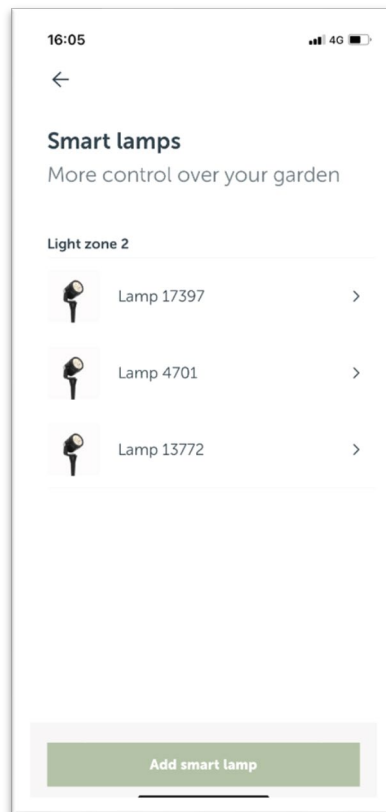 16:05
4G
Smart lamps
More control over your garden
Light zone 2
Lamp 17397
Lamp 4701
Lamp 13772
Add smart lamp